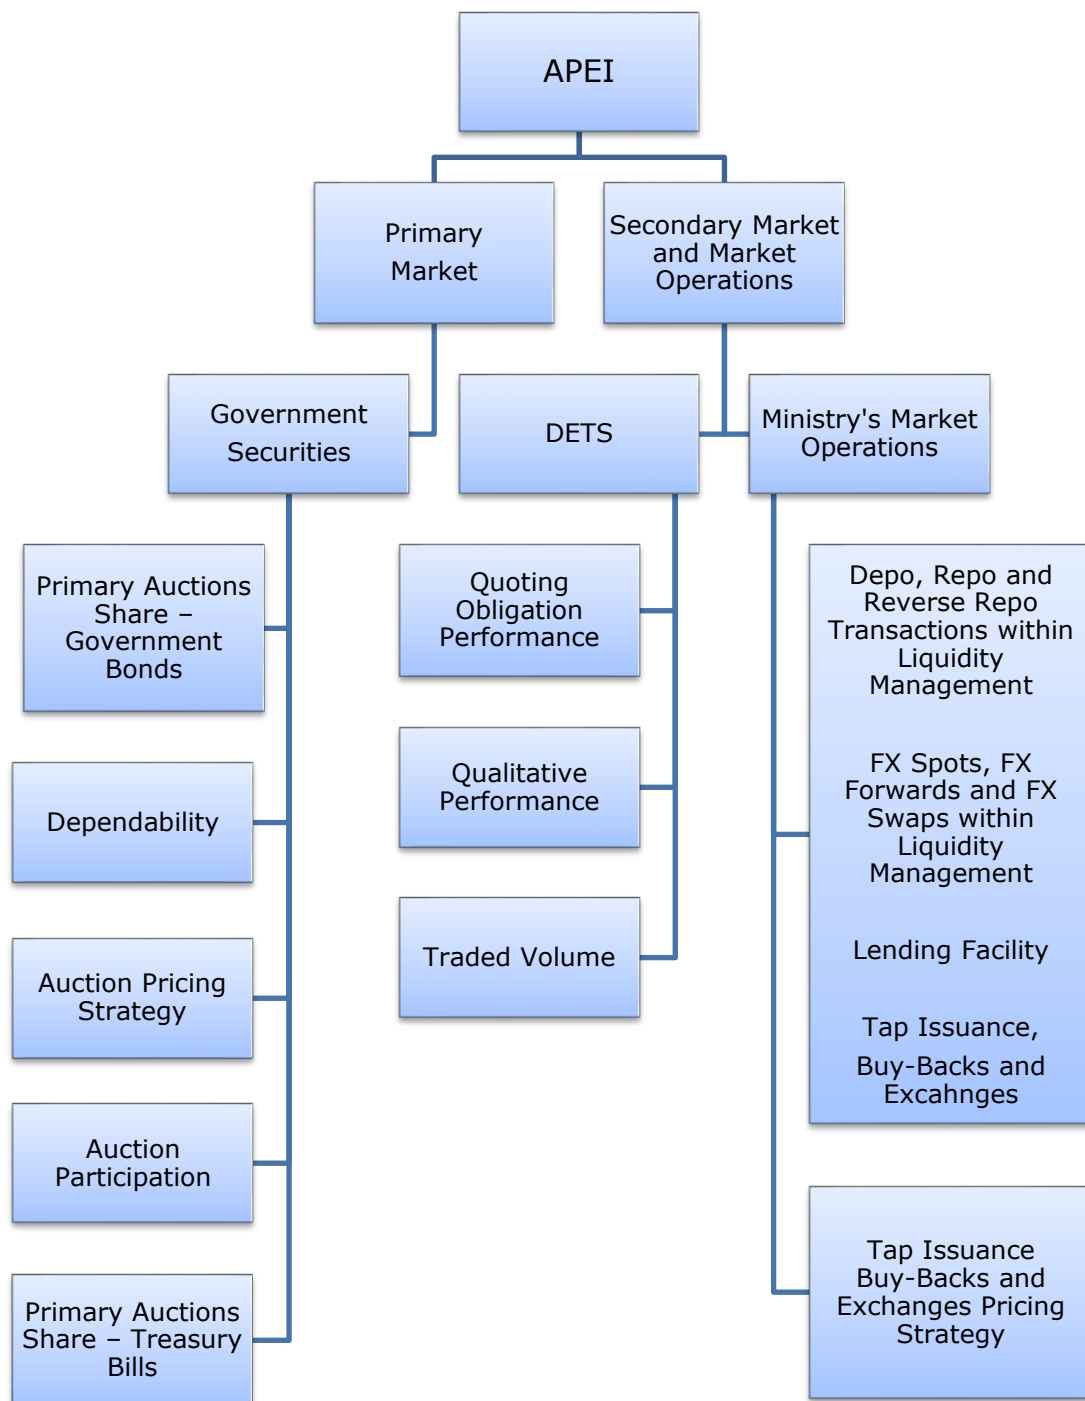 APEI
Primary
Market
Secondary Market
and Market
Operations
Government
Securities
DETS
Ministry's Market
Operations
Primary Auctions
Share –
Government
Bonds
Dependability
Auction Pricing
Strategy
Auction
Participation
Primary Auctions
Share – Treasury
Bills
Quoting
Obligation
Performance
Qualitative
Performance
Traded Volume
Depo, Repo and
Reverse Repo
Transactions within
Liquidity
Management
FX Spots, FX
Forwards and FX
Swaps within
Liquidity
Management
Lending Facility
Tap Issuance,
Buy-Backs and
Excahnges
Tap Issuance
Buy-Backs and
Exchanges Pricing
Strategy